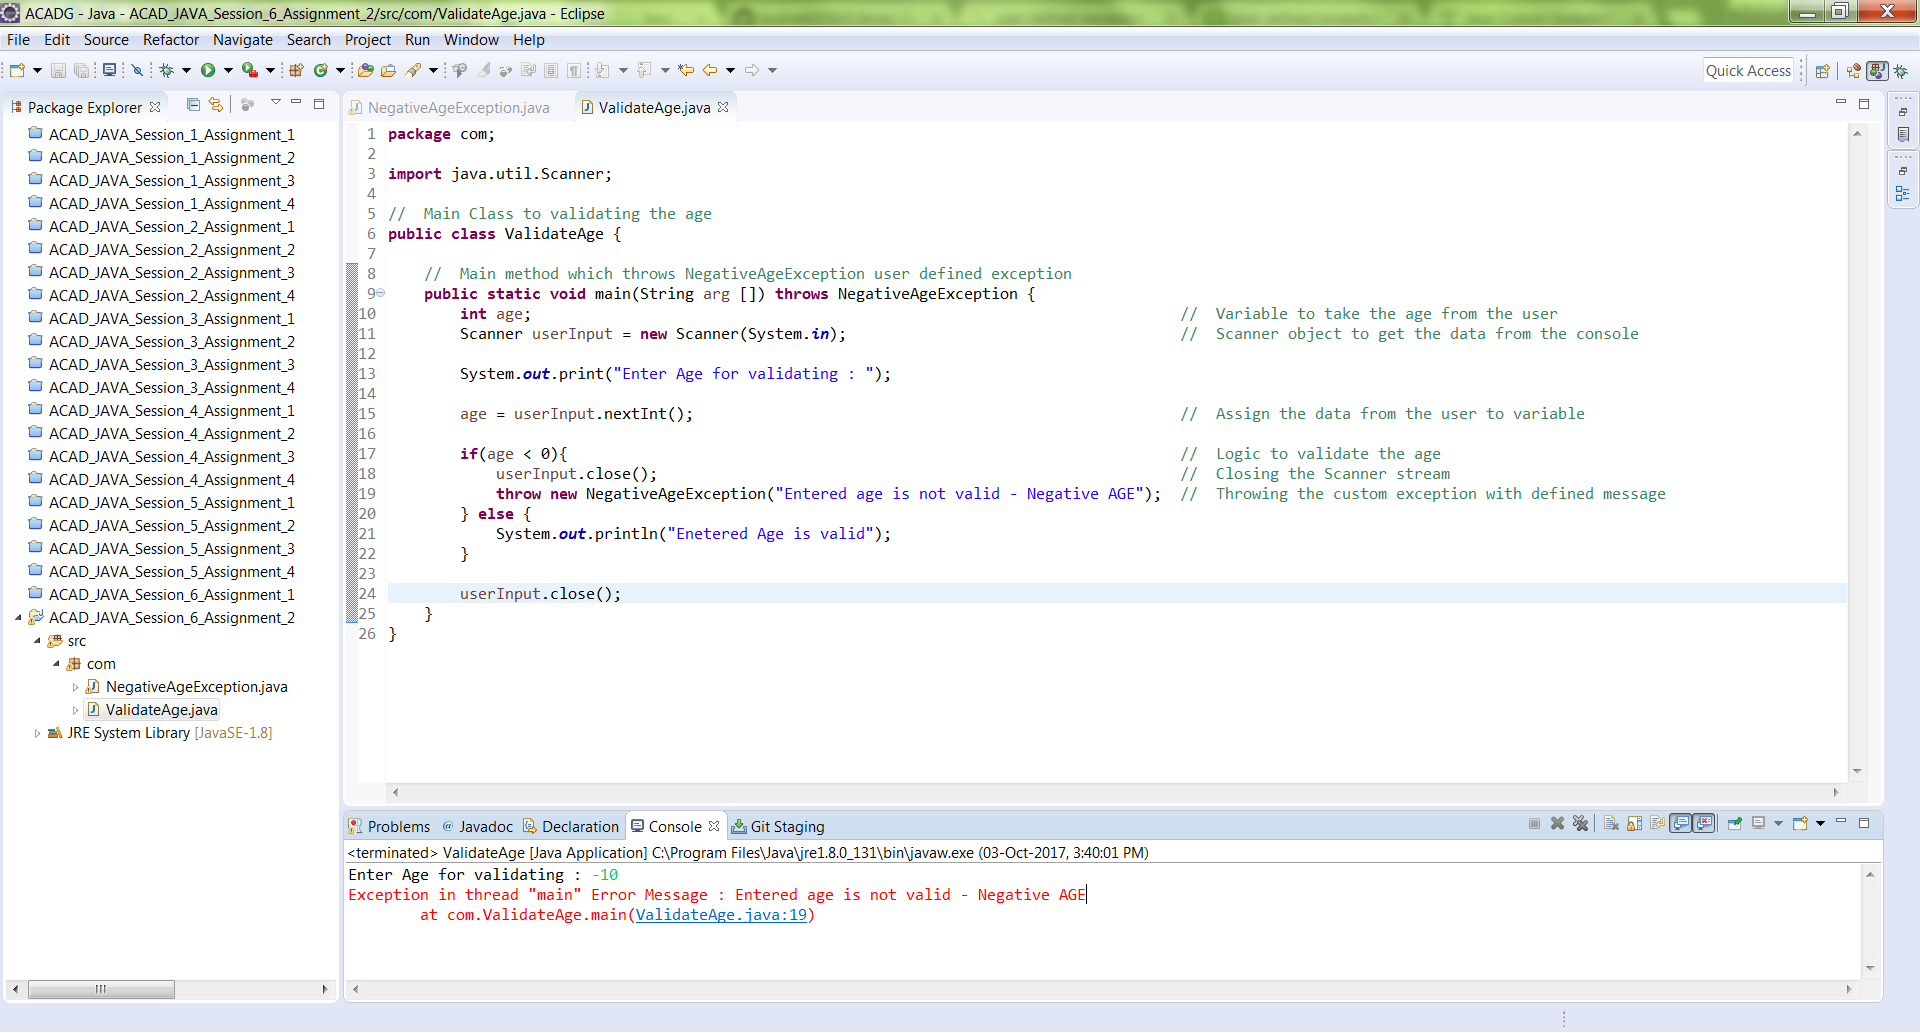 ACADG - Java - ACAD_JAVA_Session_6_Assignment_2/src/com/ValidateAge.java - Eclipse
File Edit Source Refactor Navigate Search Project Run Window Help
Quick Access
Package Explorer
ACAD_JAVA_Session_1_Assignment_1
ACAD_JAVA_Session_1_Assignment_2
ACAD_JAVA_Session_1_Assignment_3
ACAD_JAVA_Session_1_Assignment_4
ACAD_JAVA_Session_2_Assignment_1
ACAD_JAVA_Session_2_Assignment_2
ACAD_JAVA_Session_2_Assignment_3
ACAD_JAVA_Session_2_Assignment_4
ACAD_JAVA_Session_3_Assignment_1
ACAD_JAVA_Session_3_Assignment_2
ACAD_JAVA_Session_3_Assignment_3
ACAD_JAVA_Session_3_Assignment_4
ACAD_JAVA_Session_4_Assignment_1
ACAD_JAVA_Session_4_Assignment_2
ACAD_JAVA_Session_4_Assignment_3
ACAD_JAVA_Session_4_Assignment_4
ACAD_JAVA_Session_5_Assignment_1
ACAD_JAVA_Session_5_Assignment_2
ACAD_JAVA_Session_5_Assignment_3
ACAD_JAVA_Session_5_Assignment_4
ACAD_JAVA_Session_6_Assignment_1
ACAD_JAVA_Session_6_Assignment_2
src
com
NegativeAgeException.java
ValidateAge.java
JRE System Library [JavaSE-1.8]
NegativeAgeException.java ValidateAge.java
1 package com;
2
3 import java.util.Scanner;
4
5 //  Main Class to validating the age
6 public class ValidateAge {
7
8     //  Main method which throws NegativeAgeException user defined exception
9     public static void main(String arg []) throws NegativeAgeException {
10         int age;                                                                        //  Variable to take the age from the user
11         Scanner userInput = new Scanner(System.in);                                     //  Scanner object to get the data from the console
12
13         System.out.print("Enter Age for validating : ");
14
15         age = userInput.nextInt();                                                      //  Assign the data from the user to variable
16
17         if(age < 0){                                                                    //  Logic to validate the age
18             userInput.close();                                                          //  Closing the Scanner stream
19             throw new NegativeAgeException("Entered age is not valid - Negative AGE");  //  Throwing the custom exception with defined message
20         } else {
21             System.out.println("Enetered Age is valid");
22         }
23
24         userInput.close();
25     }
26 }
Problems @ Javadoc Declaration Console Git Staging
<terminated> ValidateAge [Java Application] C:\Program Files\Java\jre1.8.0_131\bin\javaw.exe (03-Oct-2017, 3:40:01 PM)
Enter Age for validating : -10
Exception in thread "main" Error Message : Entered age is not valid - Negative AGE
        at com.ValidateAge.main(ValidateAge.java:19)